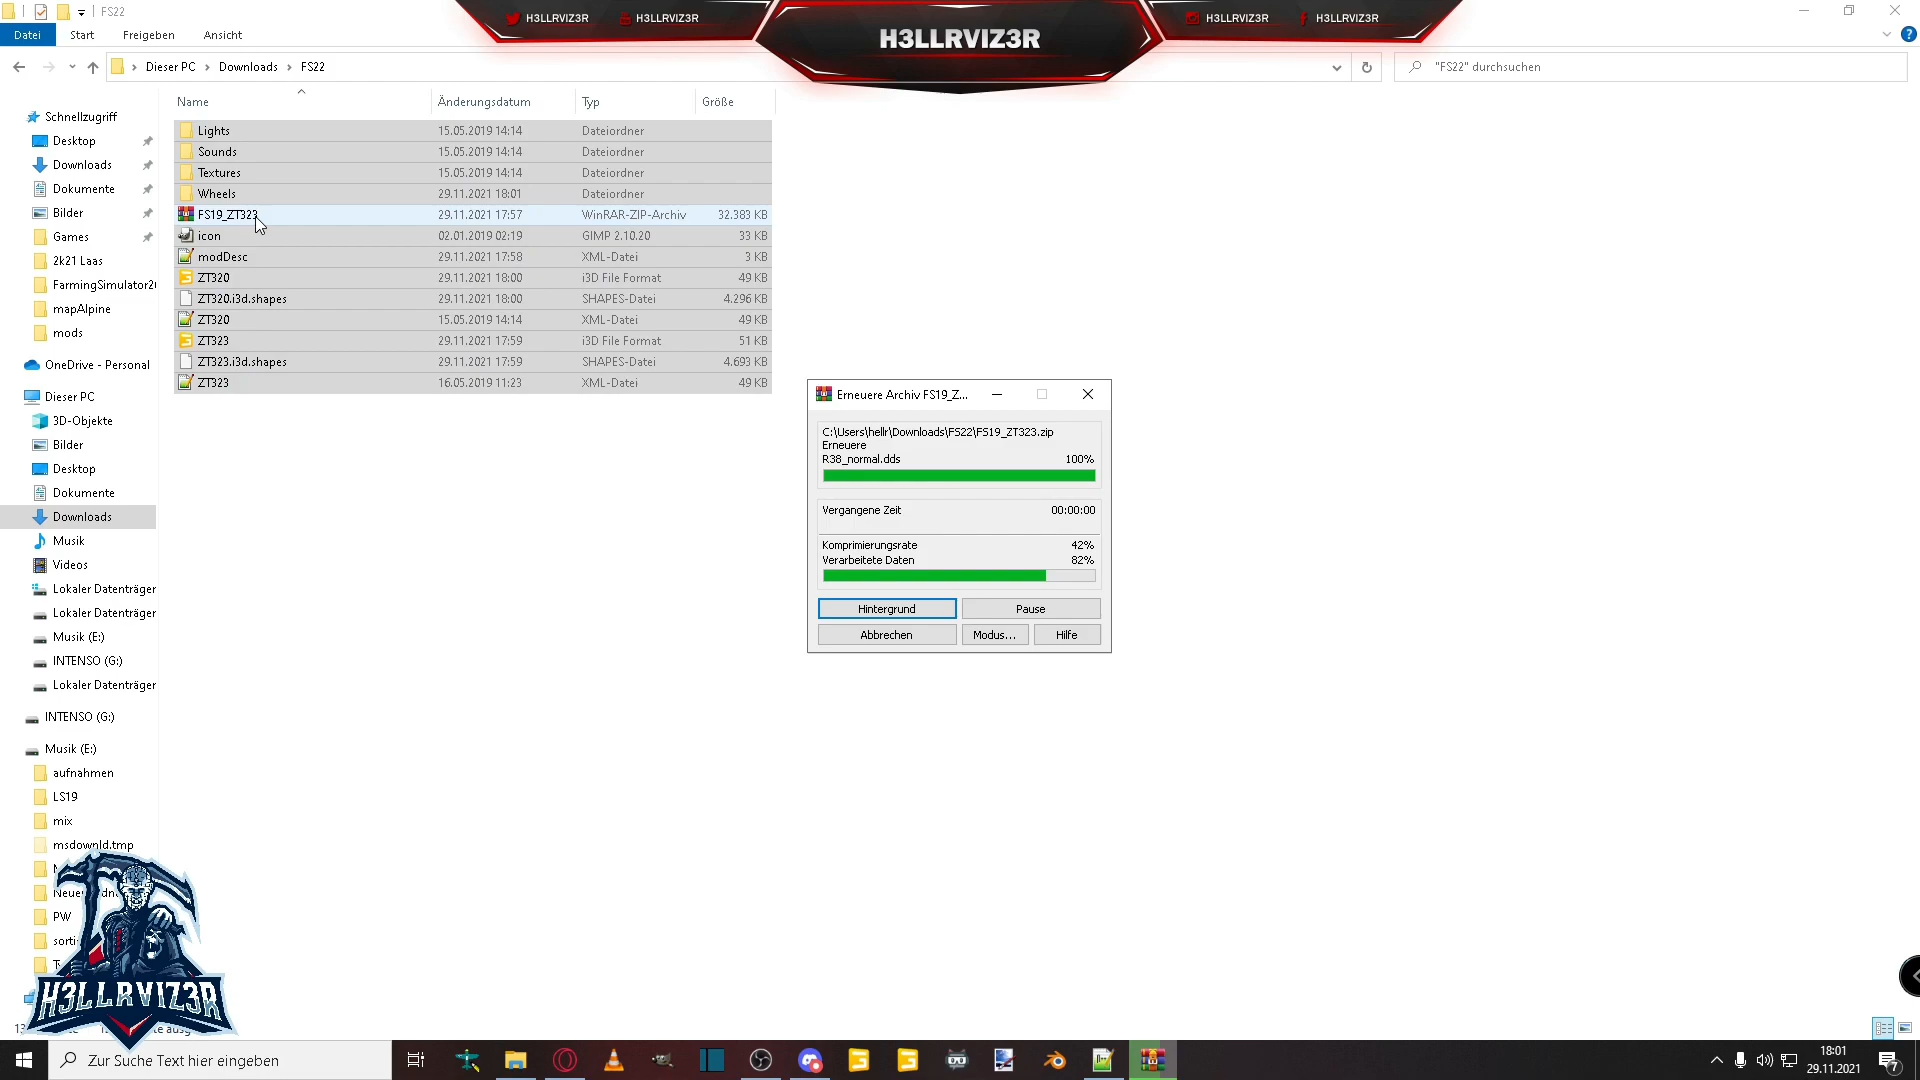 FS22
H3LLRVIZ3R
H3LLRVIZ3R
H3LLRVIZ3R
H3LLRVIZ3R
H3LLRVIZ3R
Datei Start Freigeben Ansicht
Dieser PC > Downloads > FS22
"FS22" durchsuchen
Name Änderungsdatum Typ Größe
Lights 15.05.2019 14:14 Dateiordner
Sounds 15.05.2019 14:14 Dateiordner
Textures 15.05.2019 14:14 Dateiordner
Wheels 29.11.2021 18:01 Dateiordner
FS19_ZT323 29.11.2021 17:57 WinRAR-ZIP-Archiv 32.383 KB
icon 02.01.2019 02:19 GIMP 2.10.20 33 KB
modDesc 29.11.2021 17:58 XML-Datei 3 KB
ZT320 29.11.2021 18:00 i3D File Format 49 KB
ZT320.i3d.shapes 29.11.2021 18:00 SHAPES-Datei 4.296 KB
ZT320 15.05.2019 14:14 XML-Datei 49 KB
ZT323 29.11.2021 17:59 i3D File Format 51 KB
ZT323.i3d.shapes 29.11.2021 17:59 SHAPES-Datei 4.693 KB
ZT323 16.05.2019 11:23 XML-Datei 49 KB
Schnellzugriff
Desktop
Downloads
Dokumente
Bilder
Games
2k21 Laas
FarmingSimulator2
mapAlpine
mods
OneDrive - Personal
Dieser PC
3D-Objekte
Bilder
Desktop
Dokumente
Downloads
Musik
Videos
Lokaler Datenträger
Lokaler Datenträger
Musik (E:)
INTENSO (G:)
Lokaler Datenträger
INTENSO (G:)
Musik (E:)
aufnahmen
LS19
mix
msdownld.tmp
PW
H3LLRVIZ3R
Erneuere Archiv FS19_Z...
C:\Users\hellr\Downloads\FS22\FS19_ZT323.zip
Erneuere
R38_normal.dds 100%
Vergangene Zeit 00:00:00
Komprimierungsrate 42%
Verarbeitete Daten 82%
Hintergrund Pause
Abbrechen Modus... Hilfe
Zur Suche Text hier eingeben
18:01
29.11.2021
7